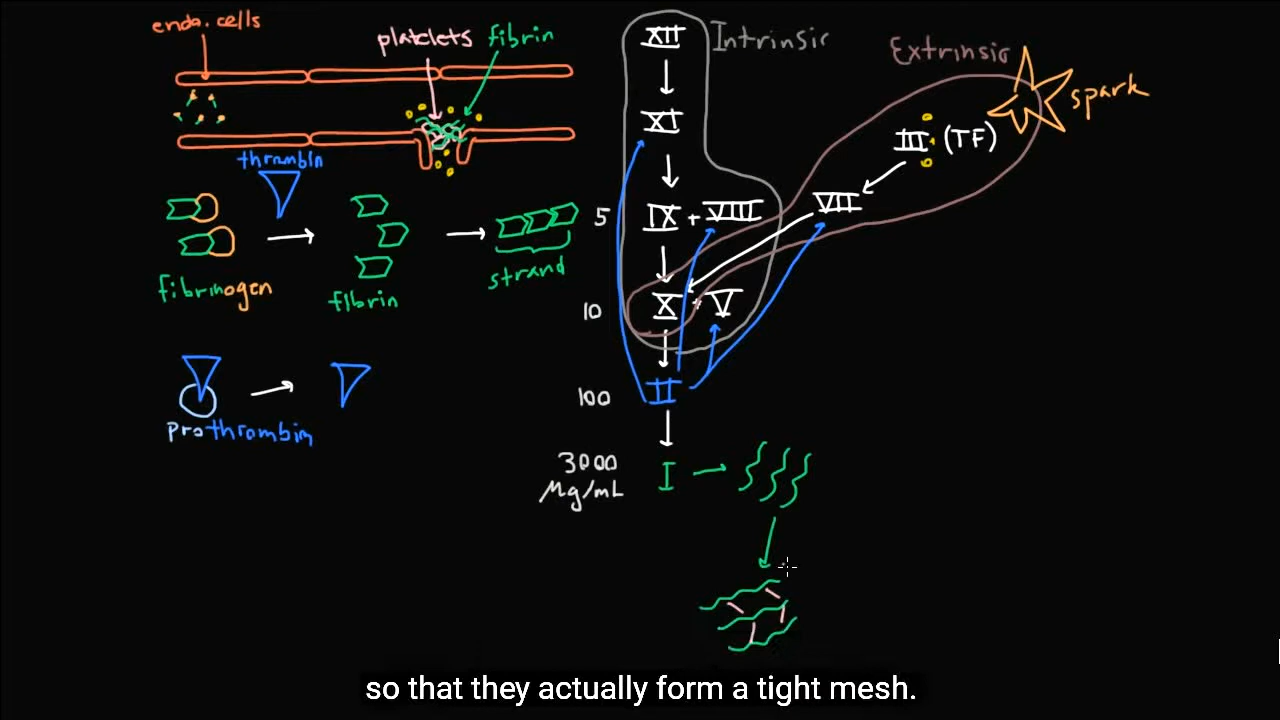 endo. cells
platelets
fibrin
thrombin
fibrinogen
fibrin
strand
prothrombin
XII
Intrinsic
XI
5
IX + VIII
10
X + V
100
II
3000
Mg/mL
I
Extrinsic
spark
III (TF)
VII
so that they actually form a tight mesh.